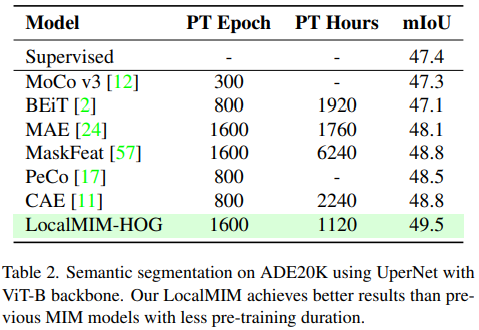 Model PT Epoch PT Hours mIoU
Supervised - - 47.4
MoCo v3 [12] 300 - 47.3
BEiT [2] 800 1920 47.1
MAE [24] 1600 1760 48.1
MaskFeat [57] 1600 6240 48.8
PeCo [17] 800 - 48.5
CAE [11] 800 2240 48.8
LocalMIM-HOG 1600 1120 49.5
Table 2. Semantic segmentation on ADE20K using UperNet with
ViT-B backbone. Our LocalMIM achieves better results than pre-
vious MIM models with less pre-training duration.